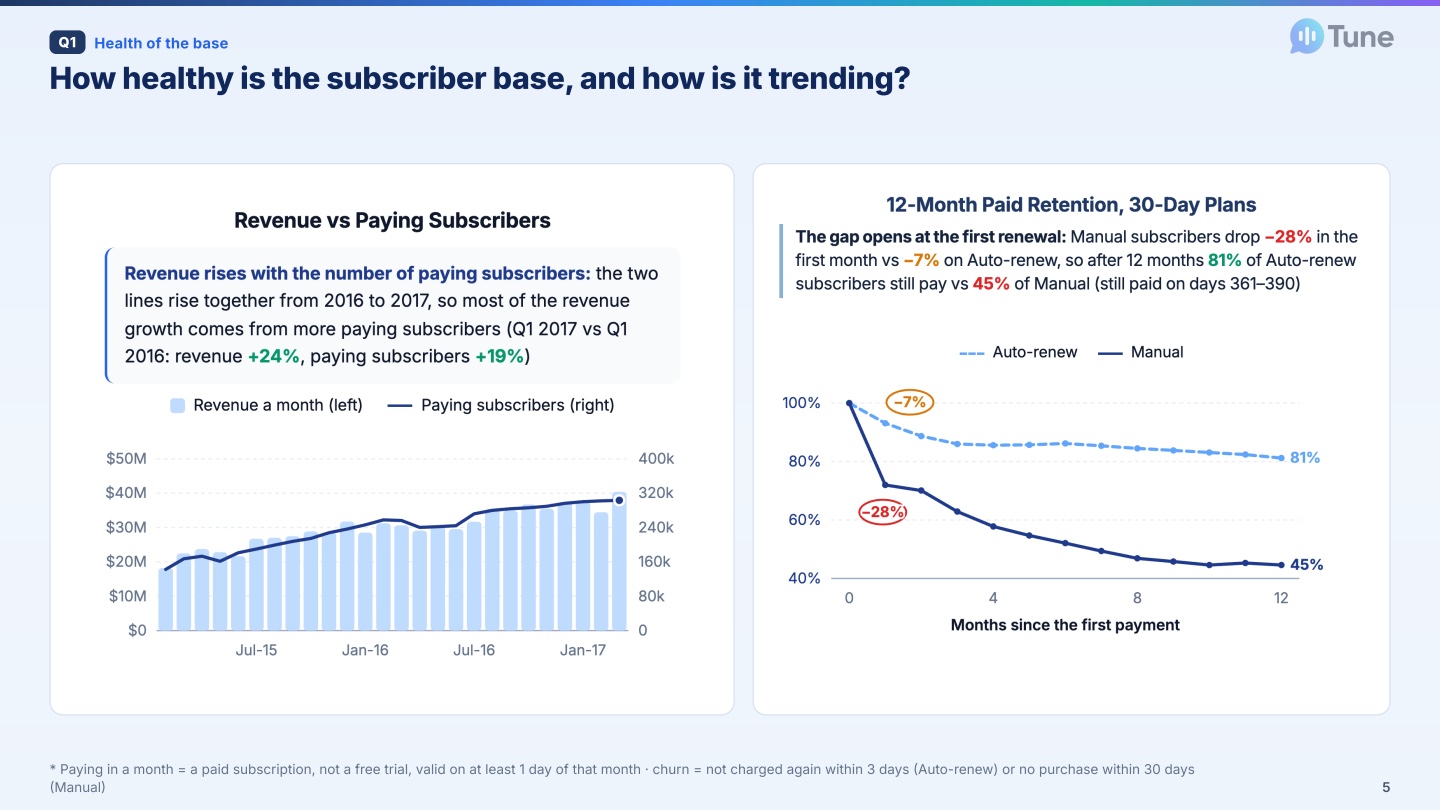 Q1 Health of the base
Tune
How healthy is the subscriber base, and how is it trending?
Revenue vs Paying Subscribers
Revenue rises with the number of paying subscribers: the two
lines rise together from 2016 to 2017, so most of the revenue
growth comes from more paying subscribers (Q1 2017 vs Q1
2016: revenue +24%, paying subscribers +19%)
Revenue a month (left) Paying subscribers (right)
$50M 400k
$40M 320k
$30M 240k
$20M 160k
$10M 80k
$0 0
Jul-15 Jan-16 Jul-16 Jan-17
12-Month Paid Retention, 30-Day Plans
The gap opens at the first renewal: Manual subscribers drop −28% in the
first month vs −7% on Auto-renew, so after 12 months 81% of Auto-renew
subscribers still pay vs 45% of Manual (still paid on days 361–390)
Auto-renew Manual
100% −7%
80% 81%
−28%
60%
45%
40%
0 4 8 12
Months since the first payment
* Paying in a month = a paid subscription, not a free trial, valid on at least 1 day of that month · churn = not charged again within 3 days (Auto-renew) or no purchase within 30 days
(Manual)
5